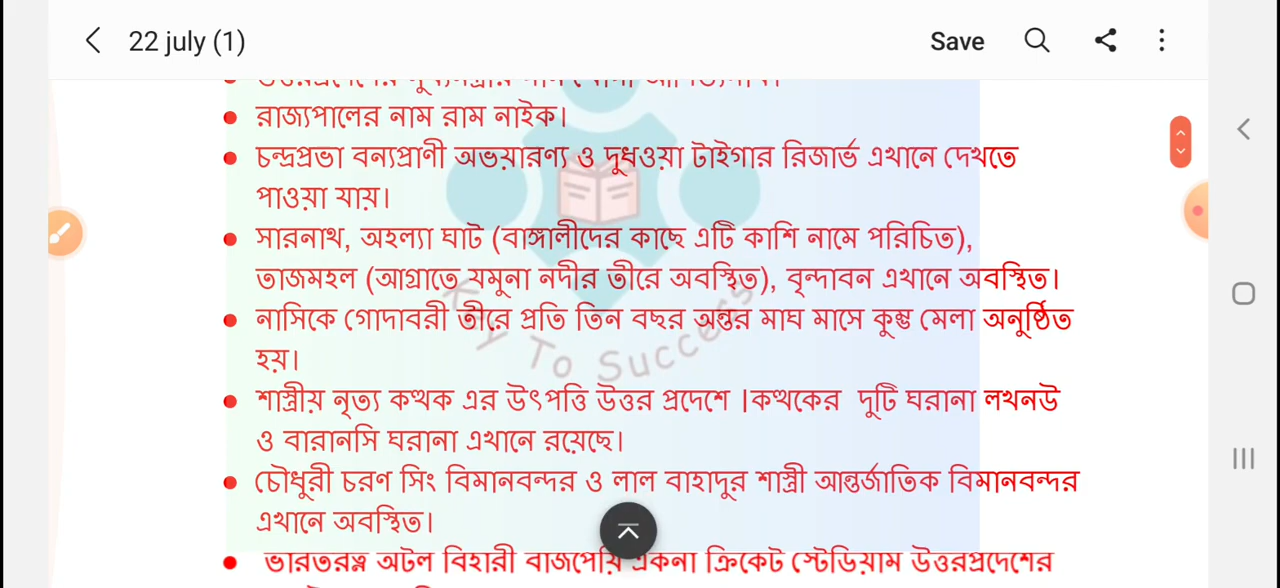 22 july (1)
Save
রাজ্যপালের নাম রাম নাইক।
চন্দ্রপ্রভা বন্যপ্রাণী অভয়ারণ্য ও দুধওয়া টাইগার রিজার্ভ এখানে দেখতে
পাওয়া যায়।
সারনাথ, অহল্যা ঘাট (বাঙ্গালীদের কাছে এটি কাশি নামে পরিচিত),
তাজমহল (আগ্রাতে যমুনা নদীর তীরে অবস্থিত), বৃন্দাবন এখানে অবস্থিত।
নাসিকে গোদাবরী তীরে প্রতি তিন বছর অন্তর মাঘ মাসে কুম্ভ মেলা অনুষ্ঠিত
হয়।
শাস্ত্রীয় নৃত্য কত্থক এর উৎপত্তি উত্তর প্রদেশে ।কত্থকের দুটি ঘরানা লখনউ
ও বারানসি ঘরানা এখানে রয়েছে।
চৌধুরী চরণ সিং বিমানবন্দর ও লাল বাহাদুর শাস্ত্রী আন্তর্জাতিক বিমানবন্দর
এখানে অবস্থিত।
ভারতরত্ন অটল বিহারী বাজপেয়ি একনা ক্রিকেট স্টেডিয়াম উত্তরপ্রদেশের
Key To Success